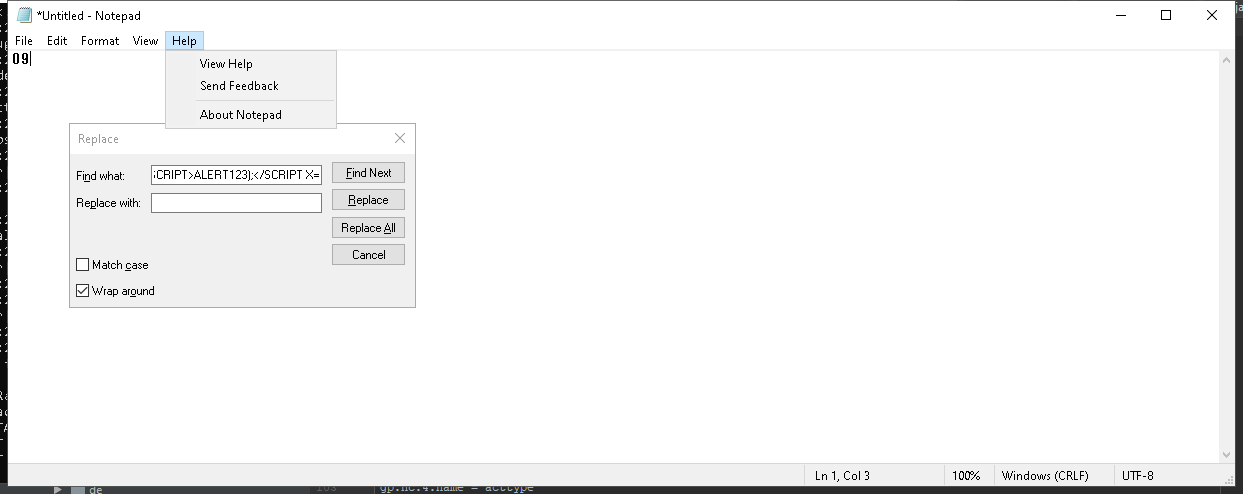 *Untitled - Notepad
File Edit Format View Help
09
View Help
Send Feedback
About Notepad
Replace
Find what: CRIPT>ALERT123);</SCRIPT X= Find Next
Replace with: Replace
Replace All
Cancel
Match case
Wrap around
Ln 1, Col 3 100% Windows (CRLF) UTF-8
de gp.nc.4.name = acttype